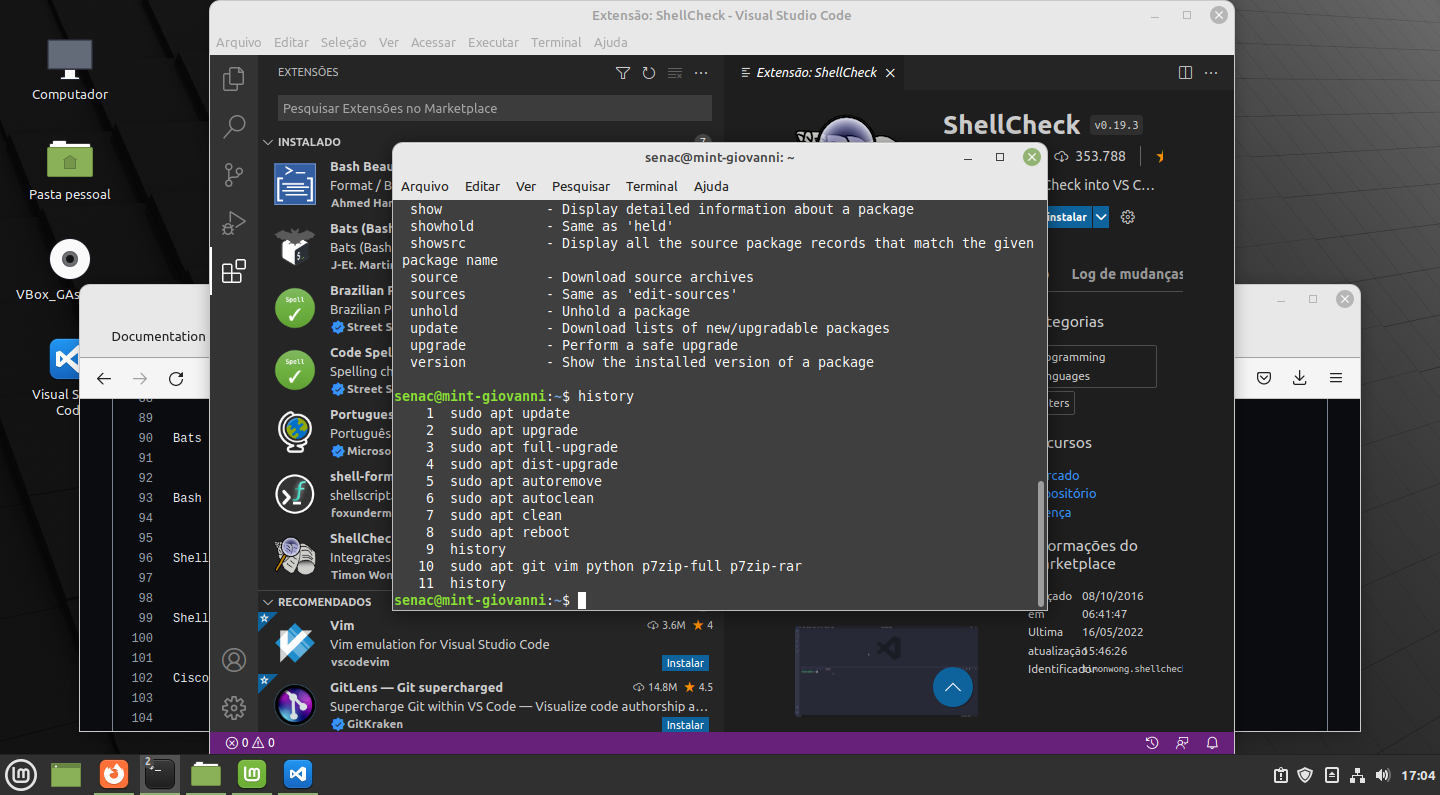 Extensão: ShellCheck - Visual Studio Code
Arquivo Editar Seleção Ver Acessar Executar Terminal Ajuda
Computador
Pasta pessoal
VBox_GAs
Visual S
Cod
EXTENSÕES
Pesquisar Extensões no Marketplace
INSTALADO
7
Bash Beau
Format / B
Ahmed Ham
Bats (Bash
Bats (Bash
J-Et. Martin
Brazilian P
Brazilian P
Street S
Code Spel
Spelling ch
Street S
Portugues
Português
Microso
shell-form
shellscript.
foxunderm
ShellChec
Integrates
Timon Won
RECOMENDADOS
Vim
3.6M 4
Vim emulation for Visual Studio Code
vscodevim
Instalar
GitLens — Git supercharged
14.8M 4.5
Supercharge Git within VS Code — Visualize code authorship a…
GitKraken
Instalar
Extensão: ShellCheck
ShellCheck v0.19.3
353.788
Check into VS C…
instalar
Log de mudanças
tegorias
ogramming
nguages
ters
cursos
rcado
positório
ença
ormações do
arketplace
çado 08/10/2016
em 06:41:47
Ultima 16/05/2022
atualização 15:46:26
Identificador timonwong.shellcheck
senac@mint-giovanni: ~
Arquivo Editar Ver Pesquisar Terminal Ajuda
show - Display detailed information about a package
showhold - Same as 'held'
showsrc - Display all the source package records that match the given
package name
source - Download source archives
sources - Same as 'edit-sources'
unhold - Unhold a package
update - Download lists of new/upgradable packages
upgrade - Perform a safe upgrade
version - Show the installed version of a package
senac@mint-giovanni:~$ history
1 sudo apt update
2 sudo apt upgrade
3 sudo apt full-upgrade
4 sudo apt dist-upgrade
5 sudo apt autoremove
6 sudo apt autoclean
7 sudo apt clean
8 sudo apt reboot
9 history
10 sudo apt git vim python p7zip-full p7zip-rar
11 history
senac@mint-giovanni:~$
Documentation
88
89
90 Bats
91
92
93 Bash
94
95
96 Shell
97
98
99 Shell
100
101
102 Cisco
103
104
0 0
2
17:04